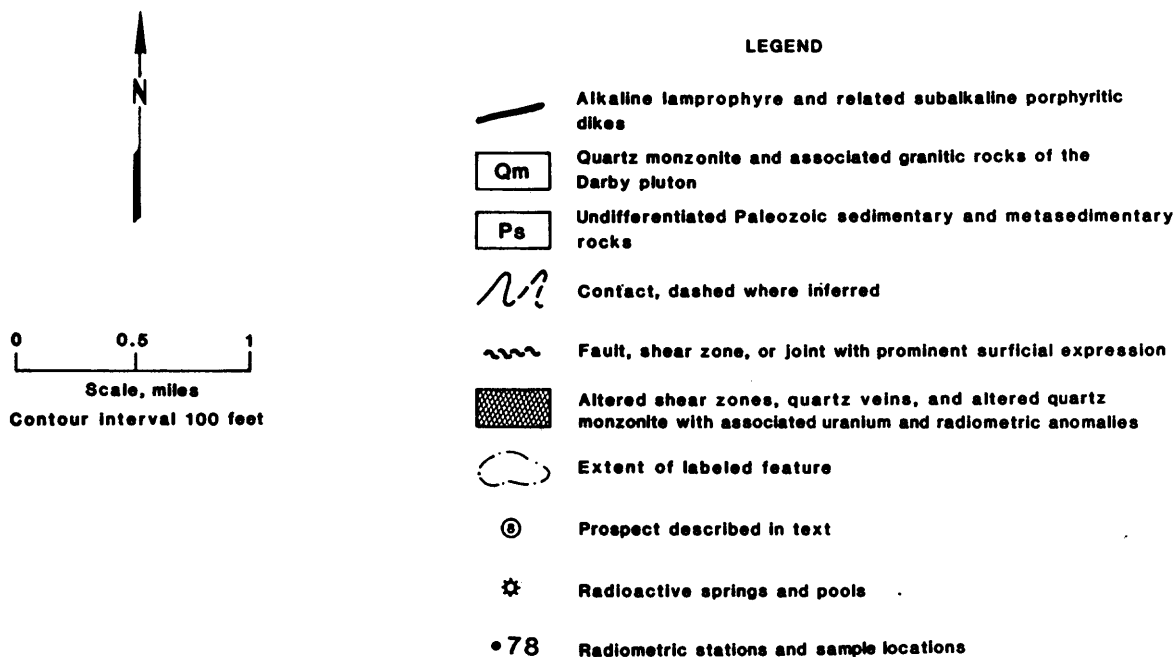 N
0 0.5 1
Scale, miles
Contour interval 100 feet
LEGEND
Alkaline lamprophyre and related subalkaline porphyritic
dikes
Qm
Quartz monzonite and associated granitic rocks of the
Darby pluton
Ps
Undifferentiated Paleozoic sedimentary and metasedimentary
rocks
Contact, dashed where inferred
Fault, shear zone, or joint with prominent surficial expression
Altered shear zones, quartz veins, and altered quartz
monzonite with associated uranium and radiometric anomalies
Extent of labeled feature
8 Prospect described in text
Radioactive springs and pools
•78 Radiometric stations and sample locations